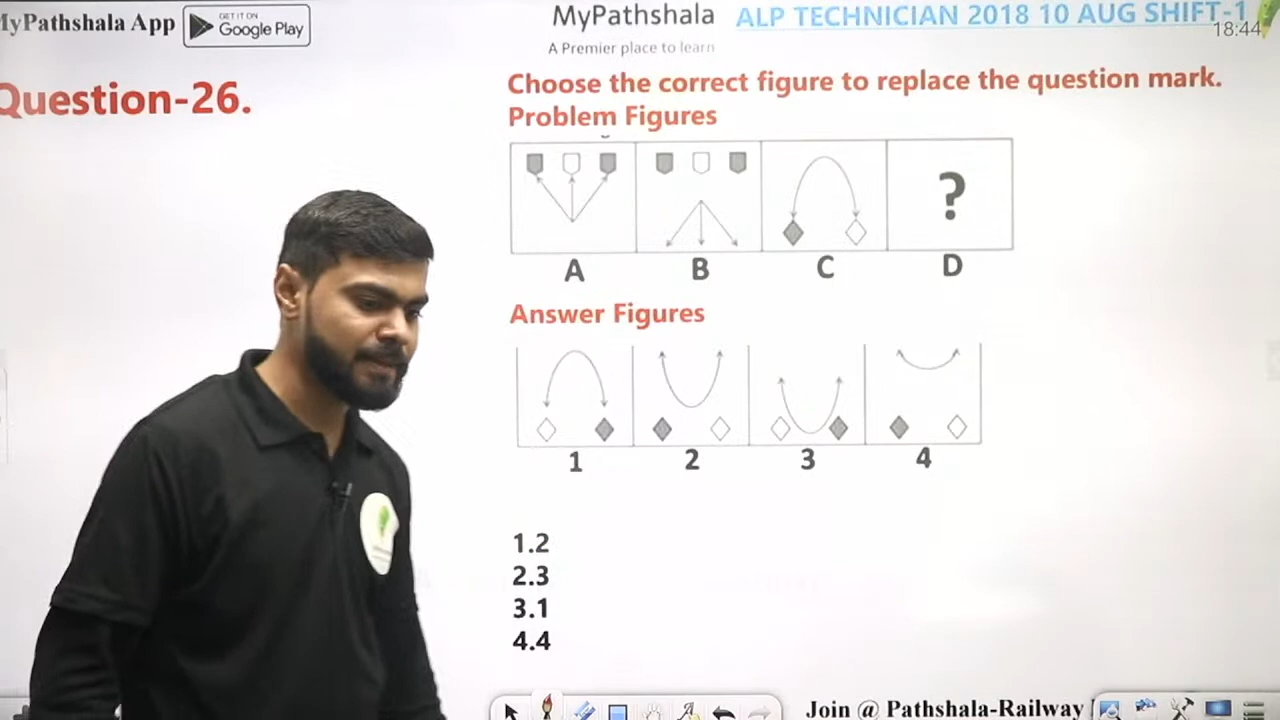 MyPathshala App
GET IT ON
Google Play
MyPathshala
A Premier place to learn
ALP TECHNICIAN 2018 10 AUG SHIFT-1
18:44
Question-26.
Choose the correct figure to replace the question mark.
Problem Figures
?
A B C D
Answer Figures
1 2 3 4
1.2
2.3
3.1
4.4
Join @ Pathshala-Railway